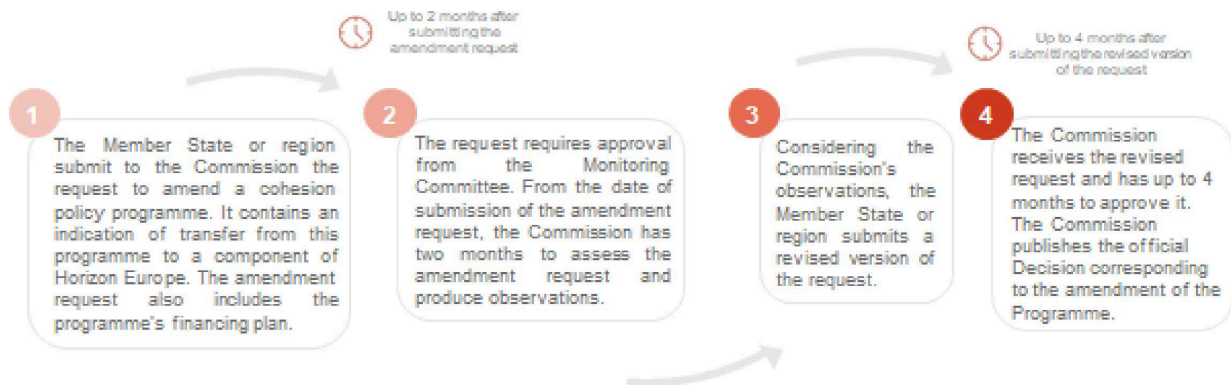 Up to 2 months after
submitting the
amendment request
Up to 4 months after
submitting the revised version
of the request
1
The Member State or region
submit to the Commission the
request to amend a cohesion
policy programme. It contains an
indication of transfer from this
programme to a component of
Horizon Europe. The amendment
request also includes the
programme's financing plan.
2
The request requires approval
from the Monitoring
Committee. From the date of
submission of the amendment
request, the Commission has
two months to assess the
amendment request and
produce observations.
3
Considering the
Commission's
observations, the
Member State or
region submits a
revised version of
the request.
4
The Commission
receives the revised
request and has up to 4
months to approve it.
The Commission
publishes the official
Decision corresponding
to the amendment of the
Programme.